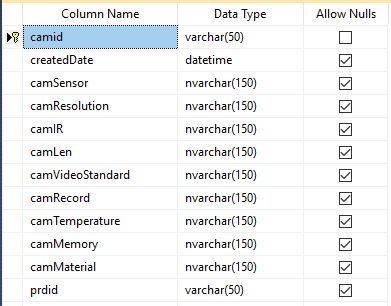 Column Name Data Type Allow Nulls
camid varchar(50)
createdDate datetime
camSensor nvarchar(150)
camResolution nvarchar(150)
camIR nvarchar(150)
camLen nvarchar(150)
camVideoStandard nvarchar(150)
camRecord nvarchar(150)
camTemperature nvarchar(150)
camMemory nvarchar(150)
camMaterial nvarchar(150)
prdid varchar(50)